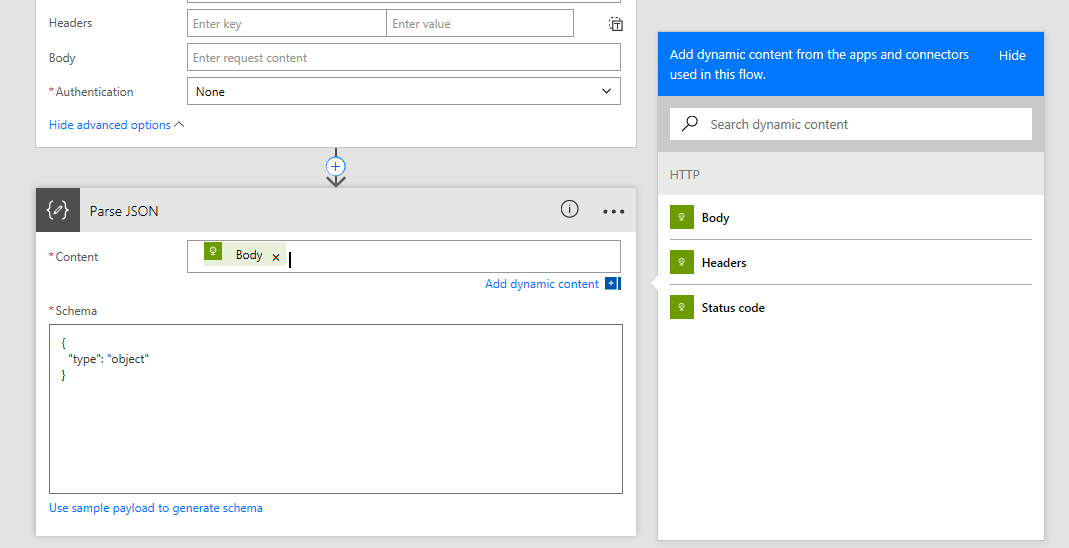 Headers
Enter key
Enter value
Body
Enter request content
* Authentication
None
Hide advanced options
Parse JSON
* Content
Body
Add dynamic content
* Schema
{
"type": "object"
}
Use sample payload to generate schema
Add dynamic content from the apps and connectors
used in this flow.
Hide
Search dynamic content
HTTP
Body
Headers
Status code